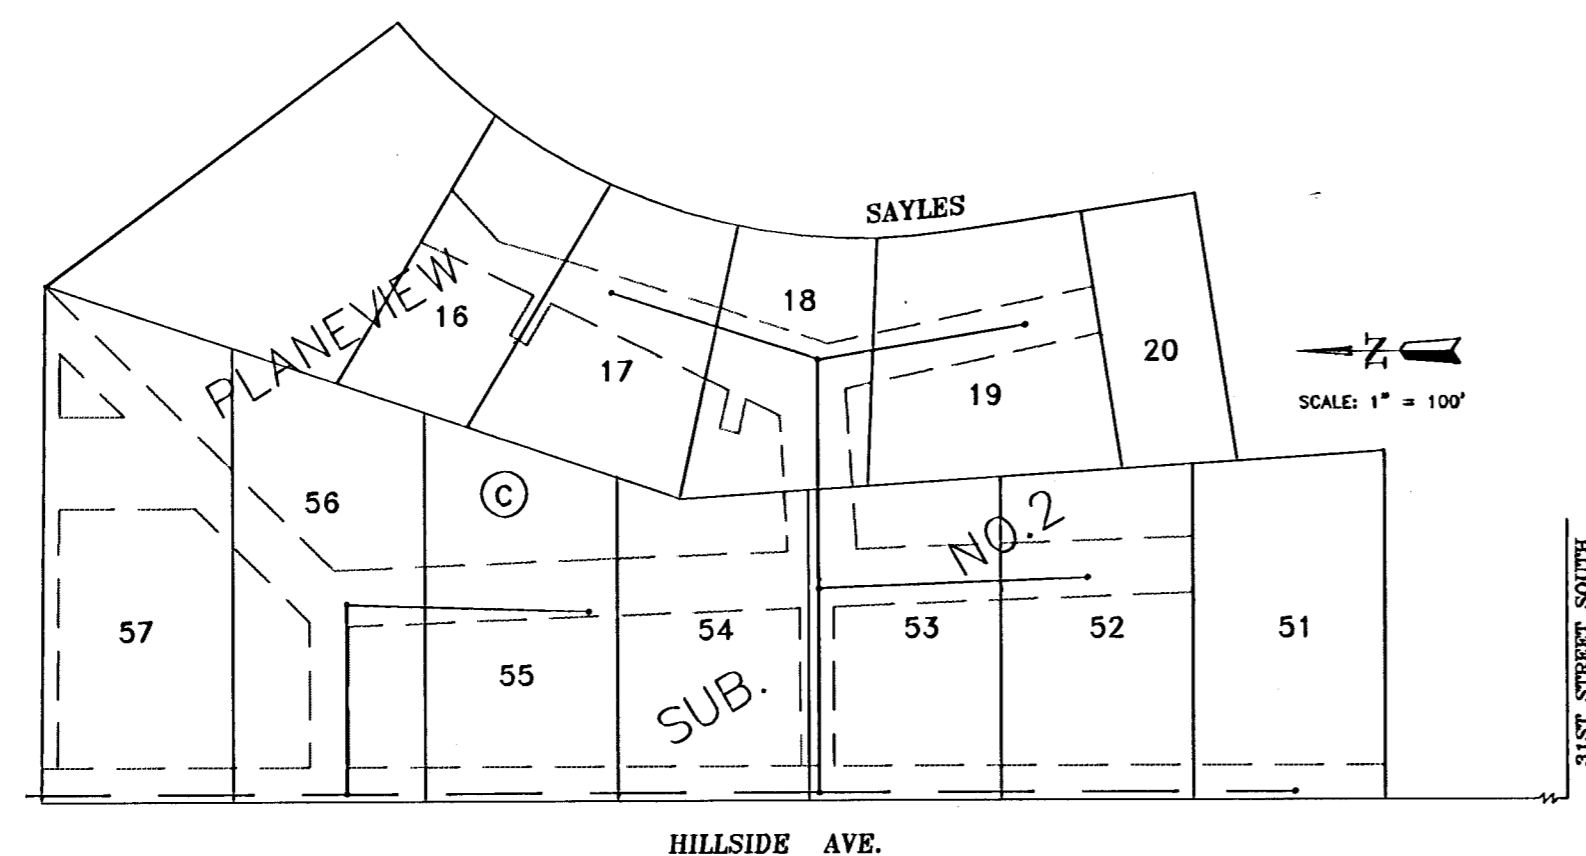 SAYLES
PLANEVIEW
16
17
18
19
20
N
SCALE: 1" = 100'
56
C
NO.2
57
55
54
SUB.
53
52
51
31ST STREET SOUTH
HILLSIDE AVE.